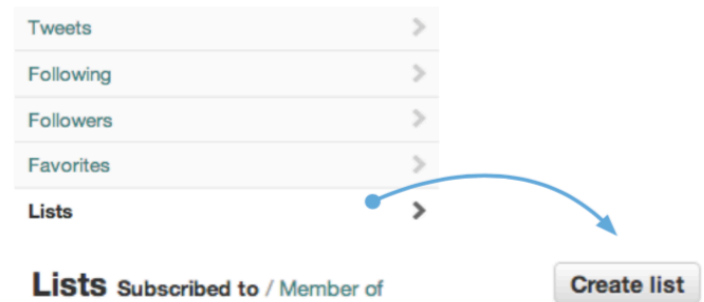 Tweets
Following
Followers
Favorites
Lists
Lists Subscribed to / Member of
Create list